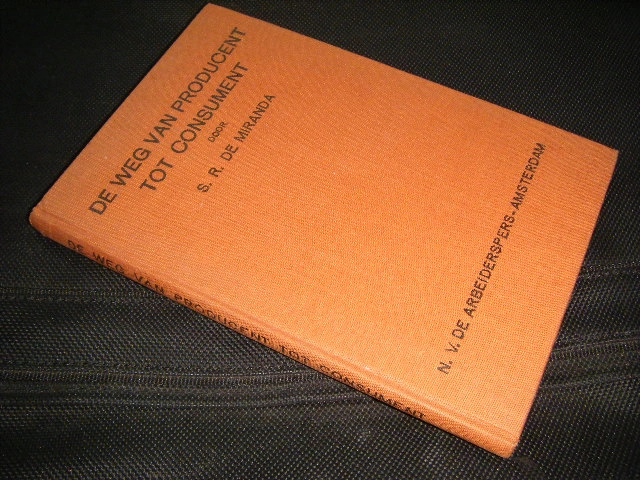 DE WEG VAN PRODUCENT
TOT CONSUMENT
DOOR
S. R. DE MIRANDA
N. V. DE ARBEIDERSPERS-AMSTERDAM
DE WEG VAN PRODUCENT TOT CONSUMENT